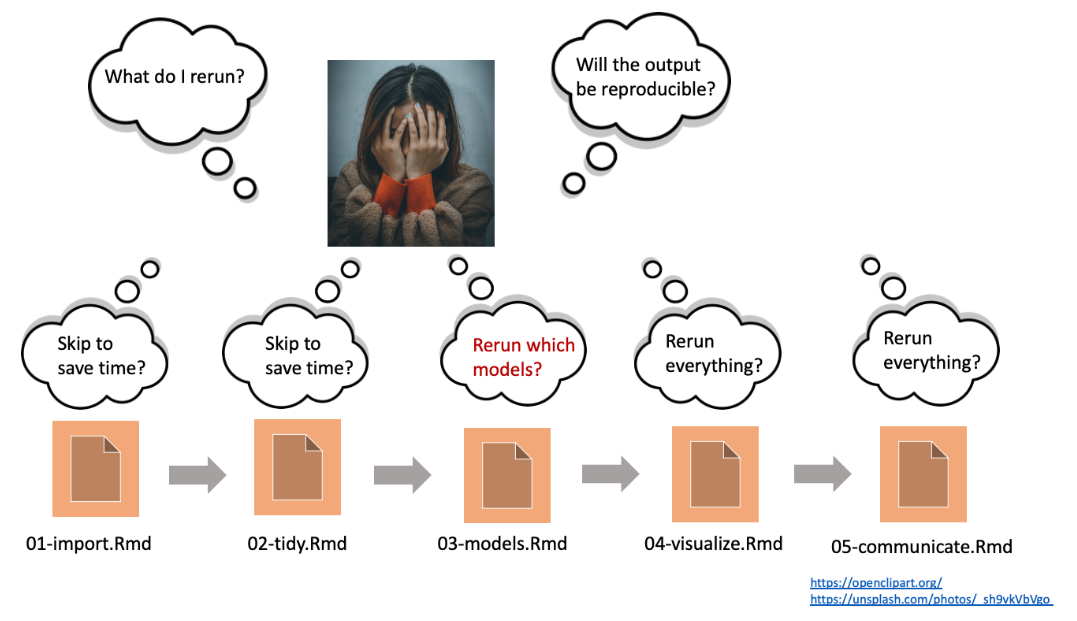 What do I rerun?
Will the output
be reproducible?
Skip to
save time?
Skip to
save time?
Rerun which
models?
Rerun
everything?
Rerun
everything?
01-import.Rmd
02-tidy.Rmd
03-models.Rmd
04-visualize.Rmd
05-communicate.Rmd
https://openclipart.org/
https://unsplash.com/photos/_sh9vkVbVgo